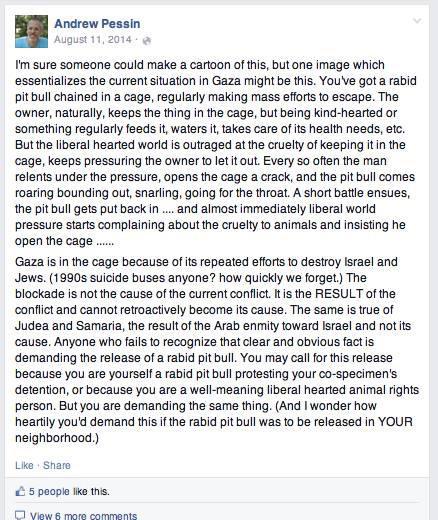 Andrew Pessin
August 11, 2014 ·
I'm sure someone could make a cartoon of this, but one image which
essentializes the current situation in Gaza might be this. You've got a rabid
pit bull chained in a cage, regularly making mass efforts to escape. The
owner, naturally, keeps the thing in the cage, but being kind-hearted or
something regularly feeds it, waters it, takes care of its health needs, etc.
But the liberal hearted world is outraged at the cruelty of keeping it in the
cage, keeps pressuring the owner to let it out. Every so often the man
relents under the pressure, opens the cage a crack, and the pit bull comes
roaring bounding out, snarling, going for the throat. A short battle ensues,
the pit bull gets put back in .... and almost immediately liberal world
pressure starts complaining about the cruelty to animals and insisting he
open the cage ......
Gaza is in the cage because of its repeated efforts to destroy Israel and
Jews. (1990s suicide buses anyone? how quickly we forget.) The
blockade is not the cause of the current conflict. It is the RESULT of the
conflict and cannot retroactively become its cause. The same is true of
Judea and Samaria, the result of the Arab enmity toward Israel and not its
cause. Anyone who fails to recognize that clear and obvious fact is
demanding the release of a rabid pit bull. You may call for this release
because you are yourself a rabid pit bull protesting your co-specimen's
detention, or because you are a well-meaning liberal hearted animal rights
person. But you are demanding the same thing. (And I wonder how
heartily you'd demand this if the rabid pit bull was to be released in YOUR
neighborhood.)
Like · Share
5 people like this.
View 6 more comments